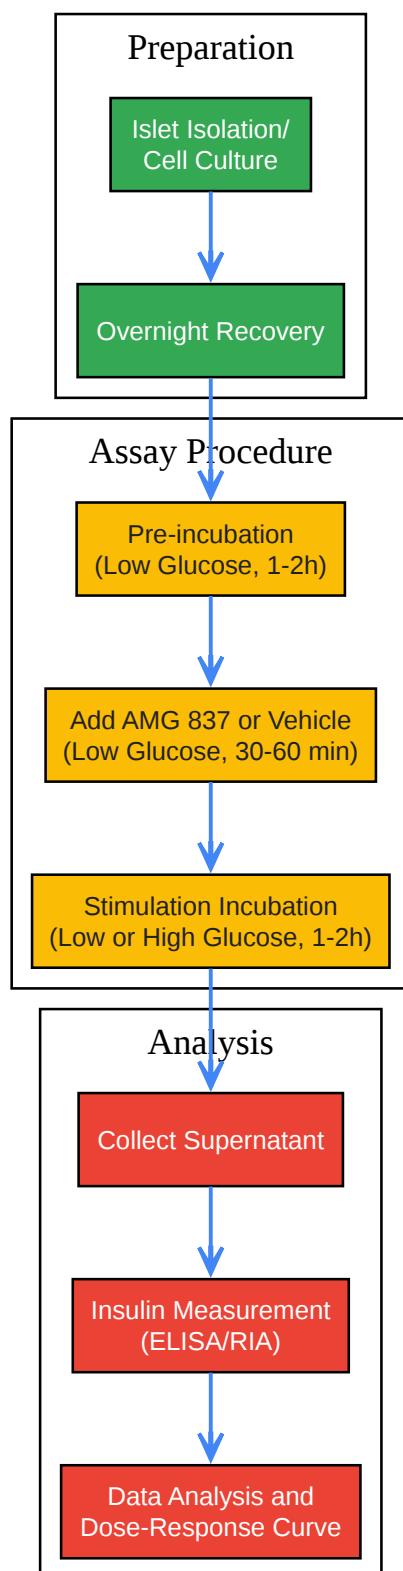 Preparation
Islet Isolation/
Cell Culture
Overnight Recovery
Assay Procedure
Pre-incubation
(Low Glucose, 1-2h)
Add AMG 837 or Vehicle
(Low Glucose, 30-60 min)
Stimulation Incubation
(Low or High Glucose, 1-2h)
Analysis
Collect Supernatant
Insulin Measurement
(ELISA/RIA)
Data Analysis and
Dose-Response Curve